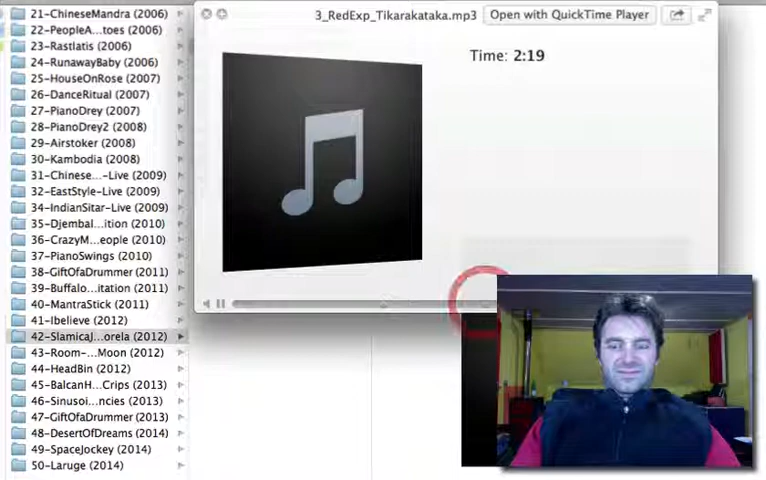 21-ChineseMandra (2006)
22-PeopleA...toes (2006)
23-Rastlatis (2006)
24-RunawayBaby (2006)
25-HouseOnRose (2007)
26-DanceRitual (2007)
27-PianoDrey (2007)
28-PianoDrey2 (2008)
29-Airstoker (2008)
30-Kambodia (2008)
31-Chinese...-Live (2009)
32-EastStyle-Live (2009)
34-IndianSitar-Live (2009)
35-Djembal...ition (2010)
36-CrazyM...eople (2010)
37-PianoSwings (2010)
38-GiftOfaDrummer (2011)
39-Buffalo...itation (2011)
40-MantraStick (2011)
41-Ibelieve (2012)
42-SlamicaJ...orela (2012)
43-Room-...Moon (2012)
44-HeadBin (2012)
45-BalcanH...Crips (2013)
46-Sinusoi...ncies (2013)
47-GiftOfaDrummer (2013)
48-DesertOfDreams (2014)
49-SpaceJockey (2014)
50-Laruge (2014)
3_RedExp_Tikarakataka.mp3
Open with QuickTime Player
Time: 2:19